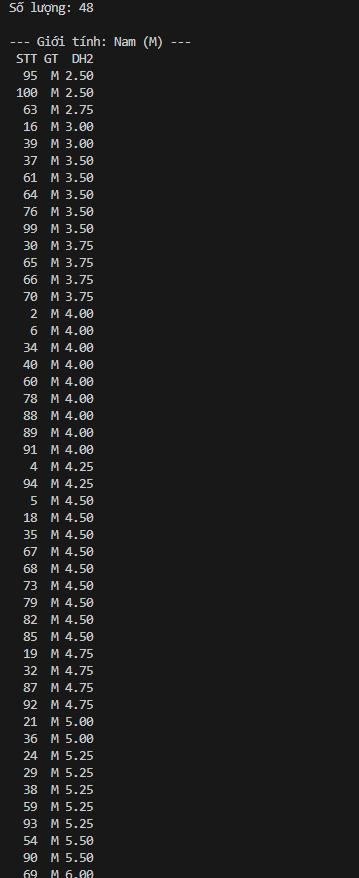 Số lượng: 48
--- Giới tính: Nam (M) ---
STT GT DH2
95 M 2.50
100 M 2.50
63 M 2.75
16 M 3.00
39 M 3.00
37 M 3.50
61 M 3.50
64 M 3.50
76 M 3.50
99 M 3.50
30 M 3.75
65 M 3.75
66 M 3.75
70 M 3.75
2 M 4.00
6 M 4.00
34 M 4.00
40 M 4.00
60 M 4.00
78 M 4.00
88 M 4.00
89 M 4.00
91 M 4.00
4 M 4.25
94 M 4.25
5 M 4.50
18 M 4.50
35 M 4.50
67 M 4.50
68 M 4.50
73 M 4.50
79 M 4.50
82 M 4.50
85 M 4.50
19 M 4.75
32 M 4.75
87 M 4.75
92 M 4.75
21 M 5.00
36 M 5.00
24 M 5.25
29 M 5.25
38 M 5.25
59 M 5.25
93 M 5.25
54 M 5.50
90 M 5.50
69 M 6.00